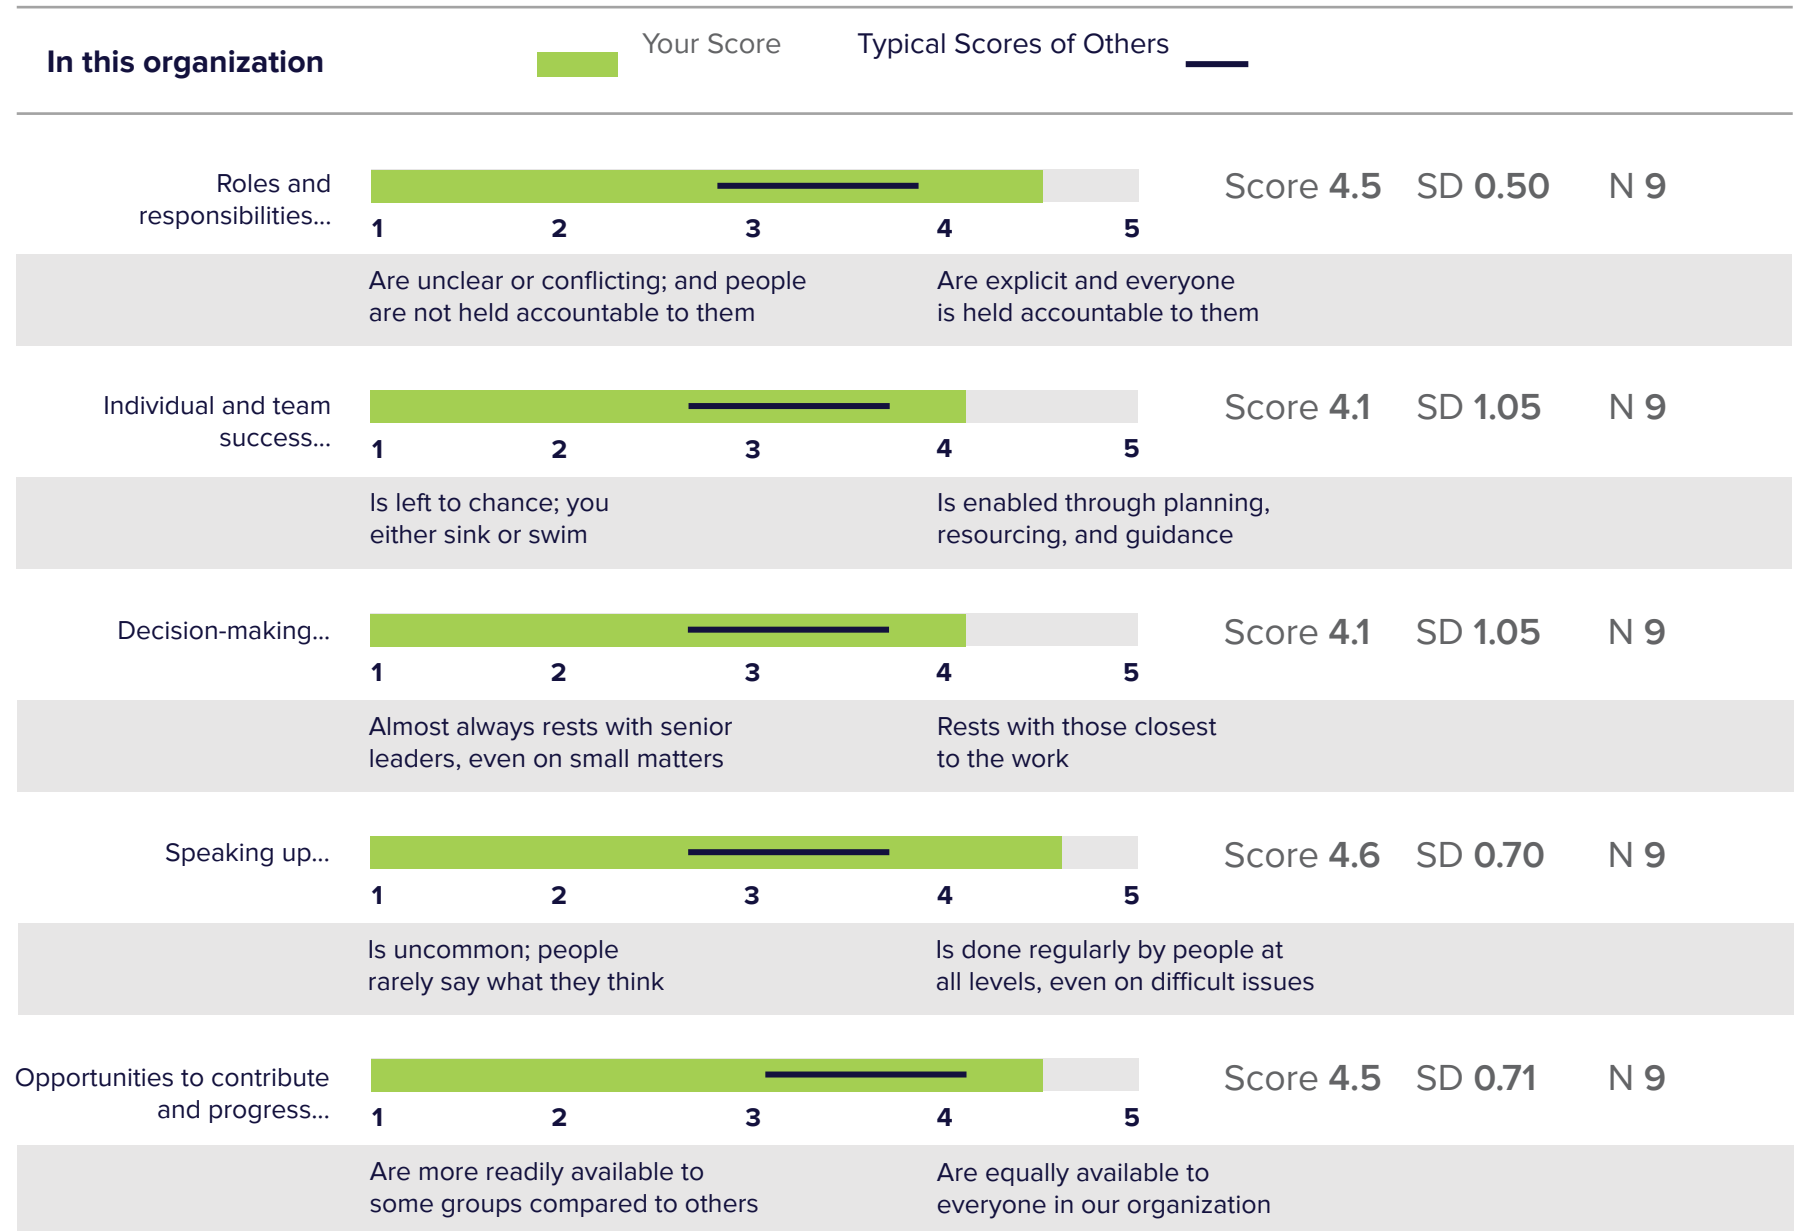 In this organization
Your Score
Typical Scores of Others
Roles and
responsibilities...
Score 4.5 SD 0.50 N 9
1 2 3 4 5
Are unclear or conflicting; and people
are not held accountable to them
Are explicit and everyone
is held accountable to them
Individual and team
success...
Score 4.1 SD 1.05 N 9
1 2 3 4 5
Is left to chance; you
either sink or swim
Is enabled through planning,
resourcing, and guidance
Decision-making...
Score 4.1 SD 1.05 N 9
1 2 3 4 5
Almost always rests with senior
leaders, even on small matters
Rests with those closest
to the work
Speaking up...
Score 4.6 SD 0.70 N 9
1 2 3 4 5
Is uncommon; people
rarely say what they think
Is done regularly by people at
all levels, even on difficult issues
Opportunities to contribute
and progress...
Score 4.5 SD 0.71 N 9
1 2 3 4 5
Are more readily available to
some groups compared to others
Are equally available to
everyone in our organization